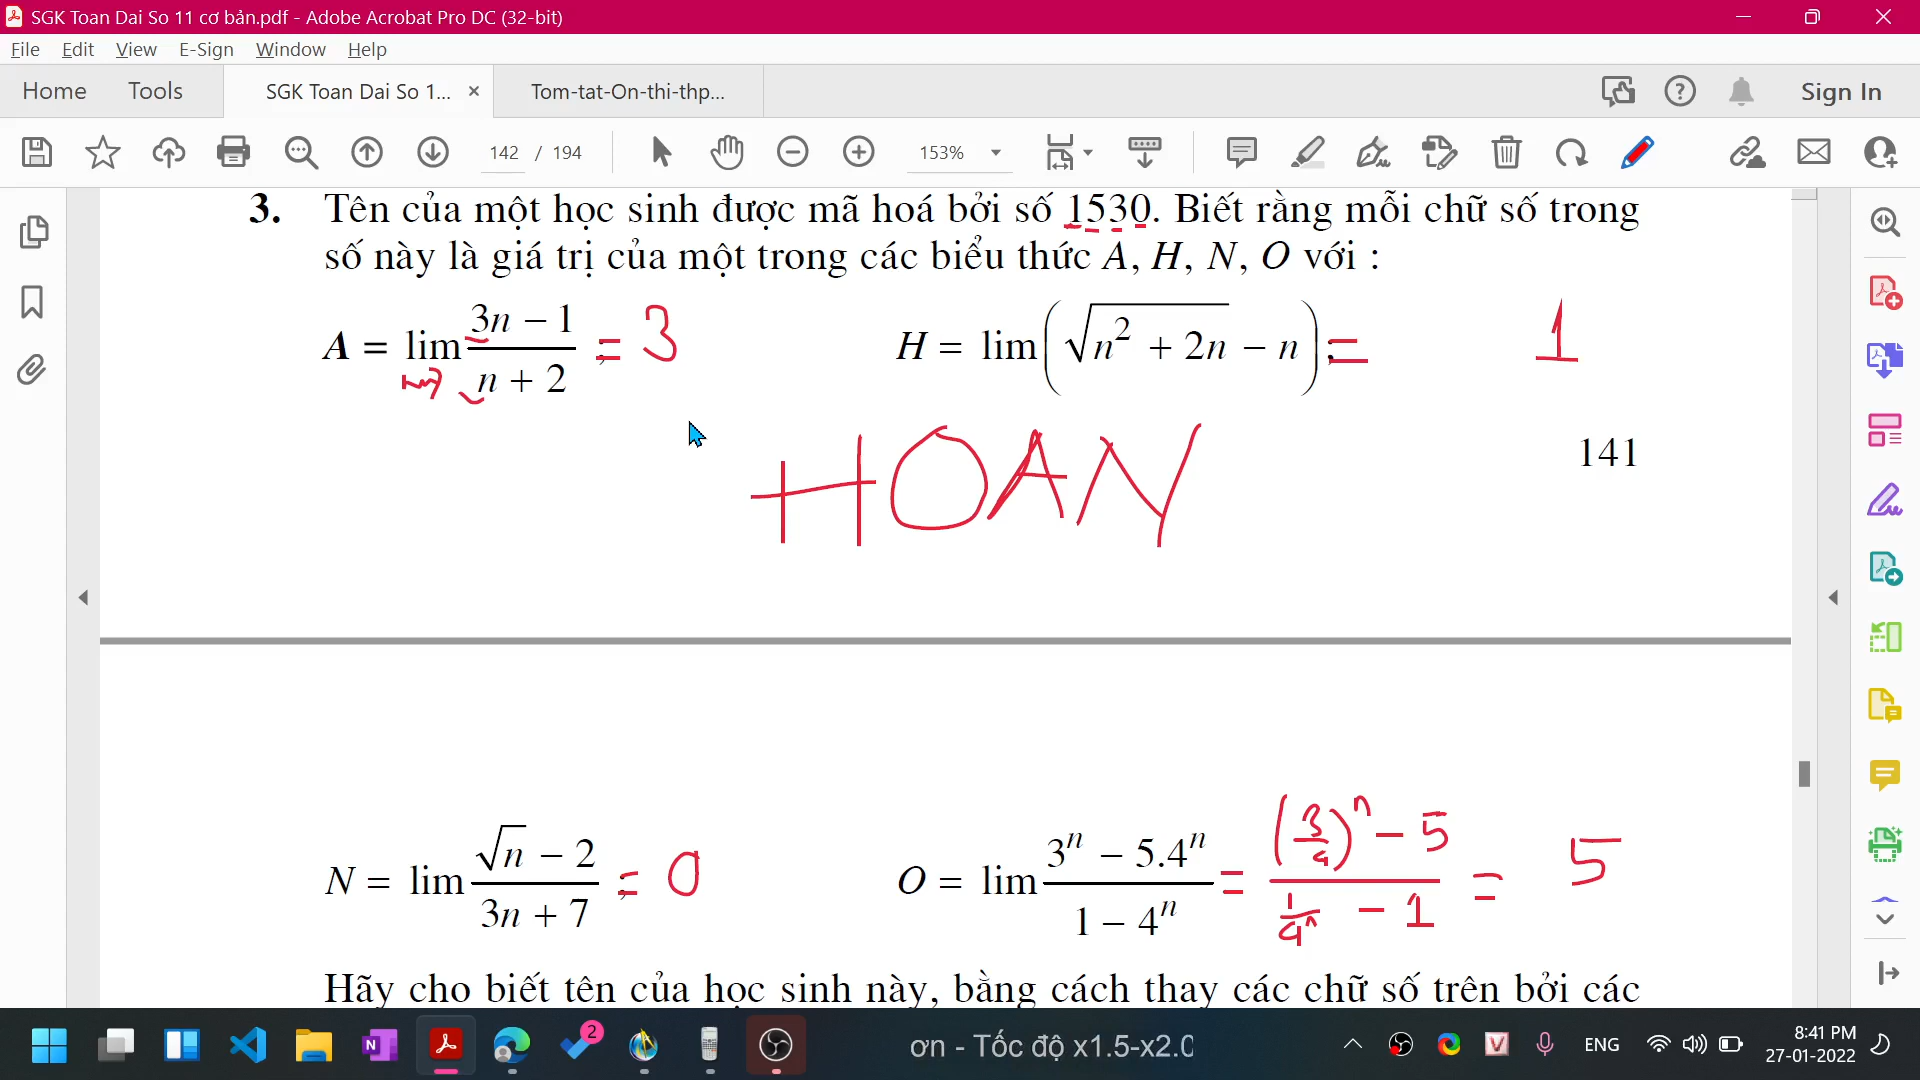 SGK Toan Dai So 11 cơ bản.pdf - Adobe Acrobat Pro DC (32-bit)
File Edit View E-Sign Window Help
Home Tools SGK Toan Dai So 1... × Tom-tat-On-thi-thp... Sign In
142 / 194 153%
3. Tên của một học sinh được mã hoá bởi số 1530. Biết rằng mỗi chữ số trong
số này là giá trị của một trong các biểu thức A, H, N, O với :
A = lim (3n − 1)/(n + 2) ; = 3 H = lim(√(n² + 2n) − n) ; = 1
HOAN
141
N = lim (√n − 2)/(3n + 7) ; = 0 O = lim (3ⁿ − 5.4ⁿ)/(1 − 4ⁿ) = ((3/4)ⁿ − 5)/(1/4ⁿ − 1) = 5
Hãy cho biết tên của học sinh này, bằng cách thay các chữ số trên bởi các
2 ơn - Tốc độ x1.5-x2.0 ENG 8:41 PM
27-01-2022